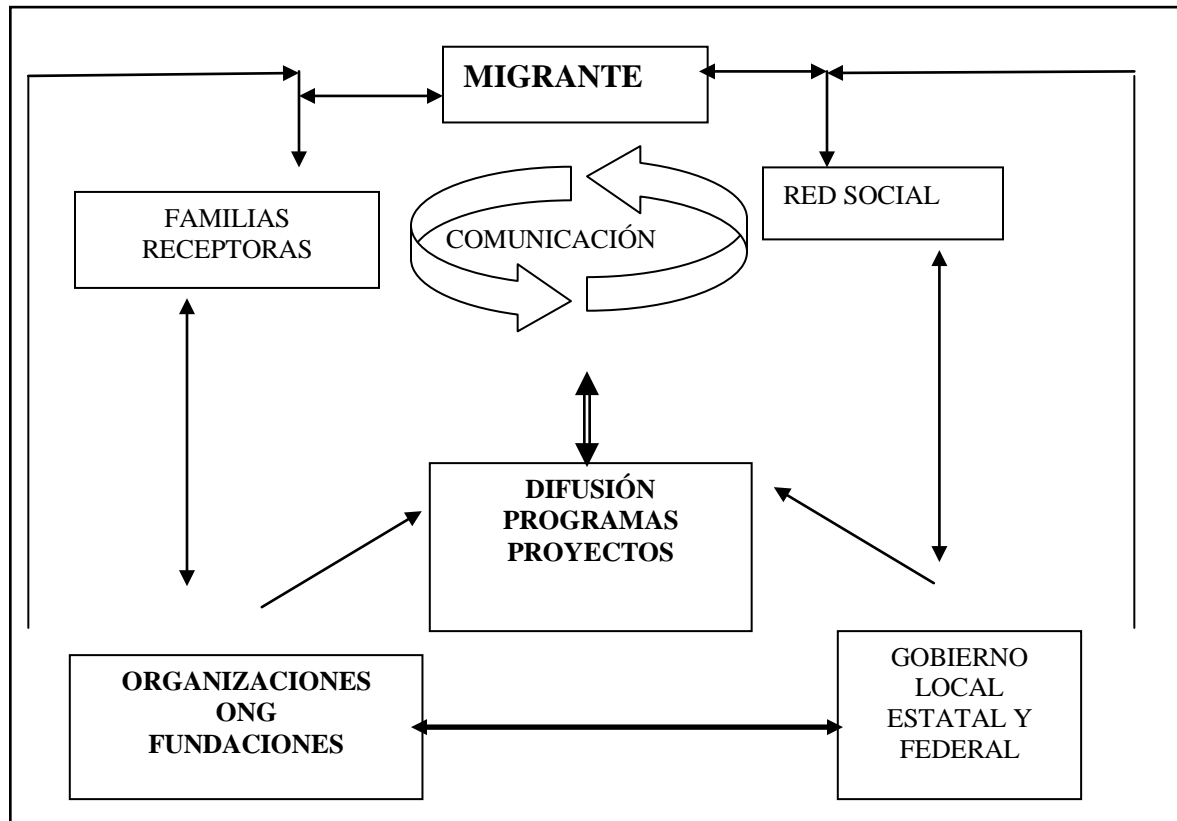 MIGRANTE
FAMILIAS
RECEPTORAS
COMUNICACIÓN
RED SOCIAL
DIFUSIÓN
PROGRAMAS
PROYECTOS
ORGANIZACIONES
ONG
FUNDACIONES
GOBIERNO
LOCAL
ESTATAL Y
FEDERAL